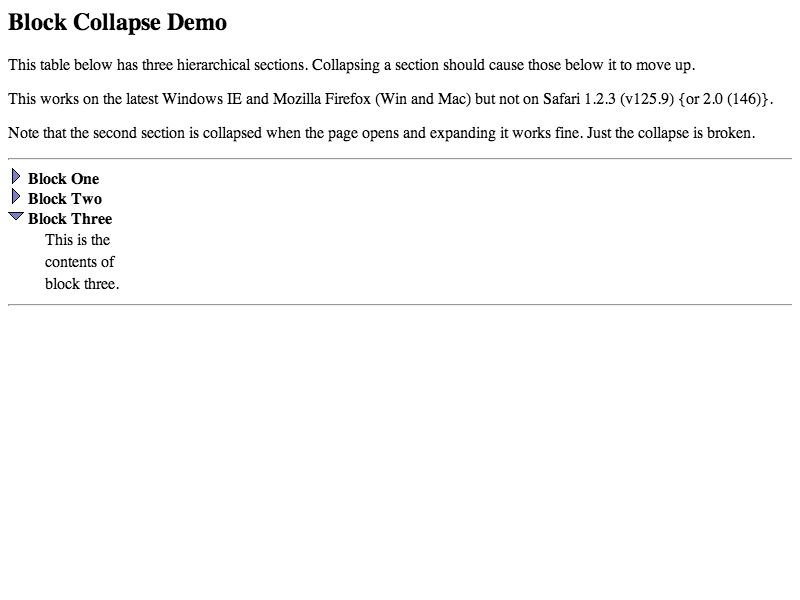 Block Collapse Demo
This table below has three hierarchical sections. Collapsing a section should cause those below it to move up.
This works on the latest Windows IE and Mozilla Firefox (Win and Mac) but not on Safari 1.2.3 (v125.9) {or 2.0 (146)}.
Note that the second section is collapsed when the page opens and expanding it works fine. Just the collapse is broken.
Block One
Block Two
Block Three
This is the
contents of
block three.